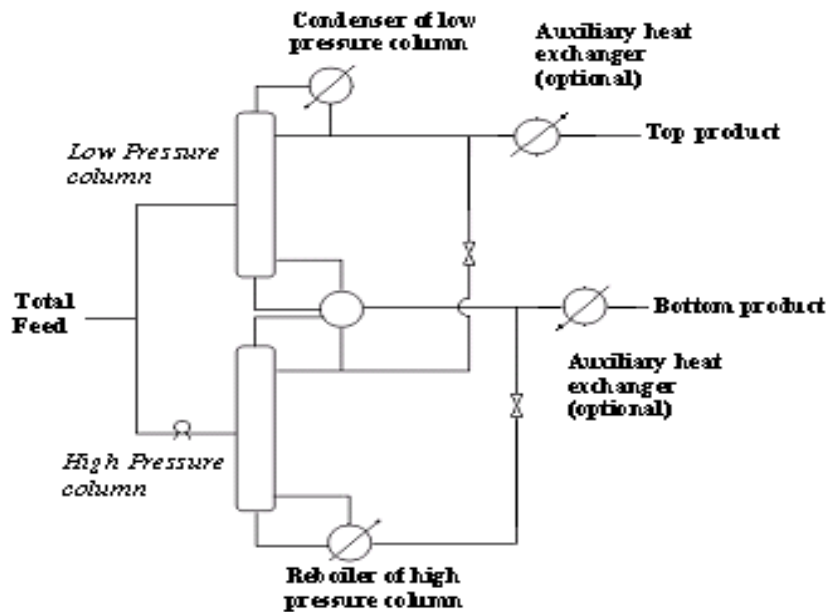 Condenser of low
pressure column
Auxiliary heat
exchanger
(optional)
Top product
Low Pressure
column
Total
Feed
Bottom product
Auxiliary heat
exchanger
(optional)
High Pressure
column
Reboiler of high
pressure column